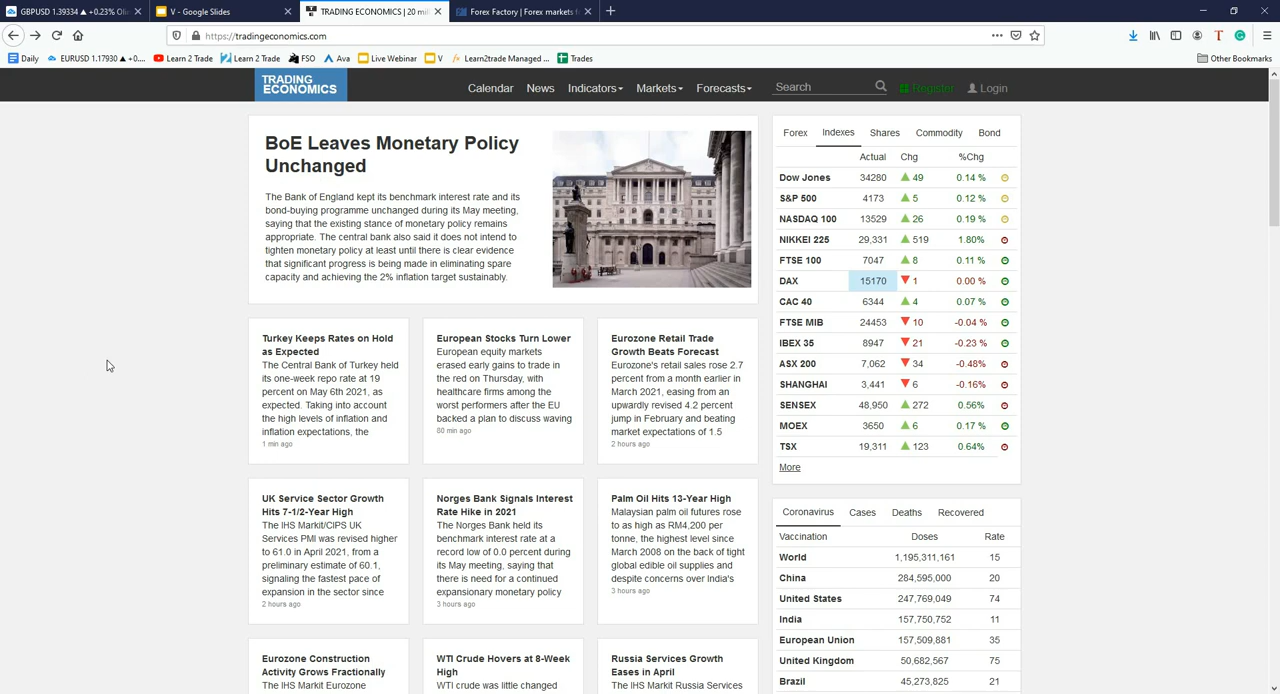 GBPUSD 1.39334 ▲ +0.23%
V - Google Slides
TRADING ECONOMICS | 20 mil
Forex Factory | Forex markets f
https://tradingeconomics.com
Daily
EURUSD 1.17930 ▲ +0....
Learn 2 Trade
Learn 2 Trade
FSO
Ava
Live Webinar
V
Learn2trade Managed ...
Trades
Other Bookmarks
TRADING
ECONOMICS
Calendar News Indicators Markets Forecasts
Search
Register
Login
BoE Leaves Monetary Policy
Unchanged
The Bank of England kept its benchmark interest rate and its
bond-buying programme unchanged during its May meeting,
saying that the existing stance of monetary policy remains
appropriate. The central bank also said it does not intend to
tighten monetary policy at least until there is clear evidence
that significant progress is being made in eliminating spare
capacity and achieving the 2% inflation target sustainably.
Turkey Keeps Rates on Hold
as Expected
The Central Bank of Turkey held
its one-week repo rate at 19
percent on May 6th 2021, as
expected. Taking into account
the high levels of inflation and
inflation expectations, the
1 min ago
European Stocks Turn Lower
European equity markets
erased early gains to trade in
the red on Thursday, with
healthcare firms among the
worst performers after the EU
backed a plan to discuss waving
80 min ago
Eurozone Retail Trade
Growth Beats Forecast
Eurozone's retail sales rose 2.7
percent from a month earlier in
March 2021, easing from an
upwardly revised 4.2 percent
jump in February and beating
market expectations of 1.5
2 hours ago
UK Service Sector Growth
Hits 7-1/2-Year High
The IHS Markit/CIPS UK
Services PMI was revised higher
to 61.0 in April 2021, from a
preliminary estimate of 60.1,
signaling the fastest pace of
expansion in the sector since
2 hours ago
Norges Bank Signals Interest
Rate Hike in 2021
The Norges Bank held its
benchmark interest rate at a
record low of 0.0 percent during
its May meeting, saying that
there is need for a continued
expansionary monetary policy
3 hours ago
Palm Oil Hits 13-Year High
Malaysian palm oil futures rose
to as high as RM4,200 per
tonne, the highest level since
March 2008 on the back of tight
global edible oil supplies and
despite concerns over India's
3 hours ago
Eurozone Construction
Activity Grows Fractionally
The IHS Markit Eurozone
WTI Crude Hovers at 8-Week
High
WTI crude was little changed
Russia Services Growth
Eases in April
The IHS Markit Russia Services
Forex Indexes Shares Commodity Bond
Actual Chg %Chg
Dow Jones 34280 49 0.14 %
S&P 500 4173 5 0.12 %
NASDAQ 100 13529 26 0.19 %
NIKKEI 225 29,331 519 1.80%
FTSE 100 7047 8 0.11 %
DAX 15170 1 0.00 %
CAC 40 6344 4 0.07 %
FTSE MIB 24453 10 -0.04 %
IBEX 35 8947 21 -0.23 %
ASX 200 7,062 34 -0.48%
SHANGHAI 3,441 6 -0.16%
SENSEX 48,950 272 0.56%
MOEX 3650 6 0.17 %
TSX 19,311 123 0.64%
More
Coronavirus Cases Deaths Recovered
Vaccination Doses Rate
World 1,195,311,161 15
China 284,595,000 20
United States 247,769,049 74
India 157,750,752 11
European Union 157,509,881 35
United Kingdom 50,682,567 75
Brazil 45,273,825 21